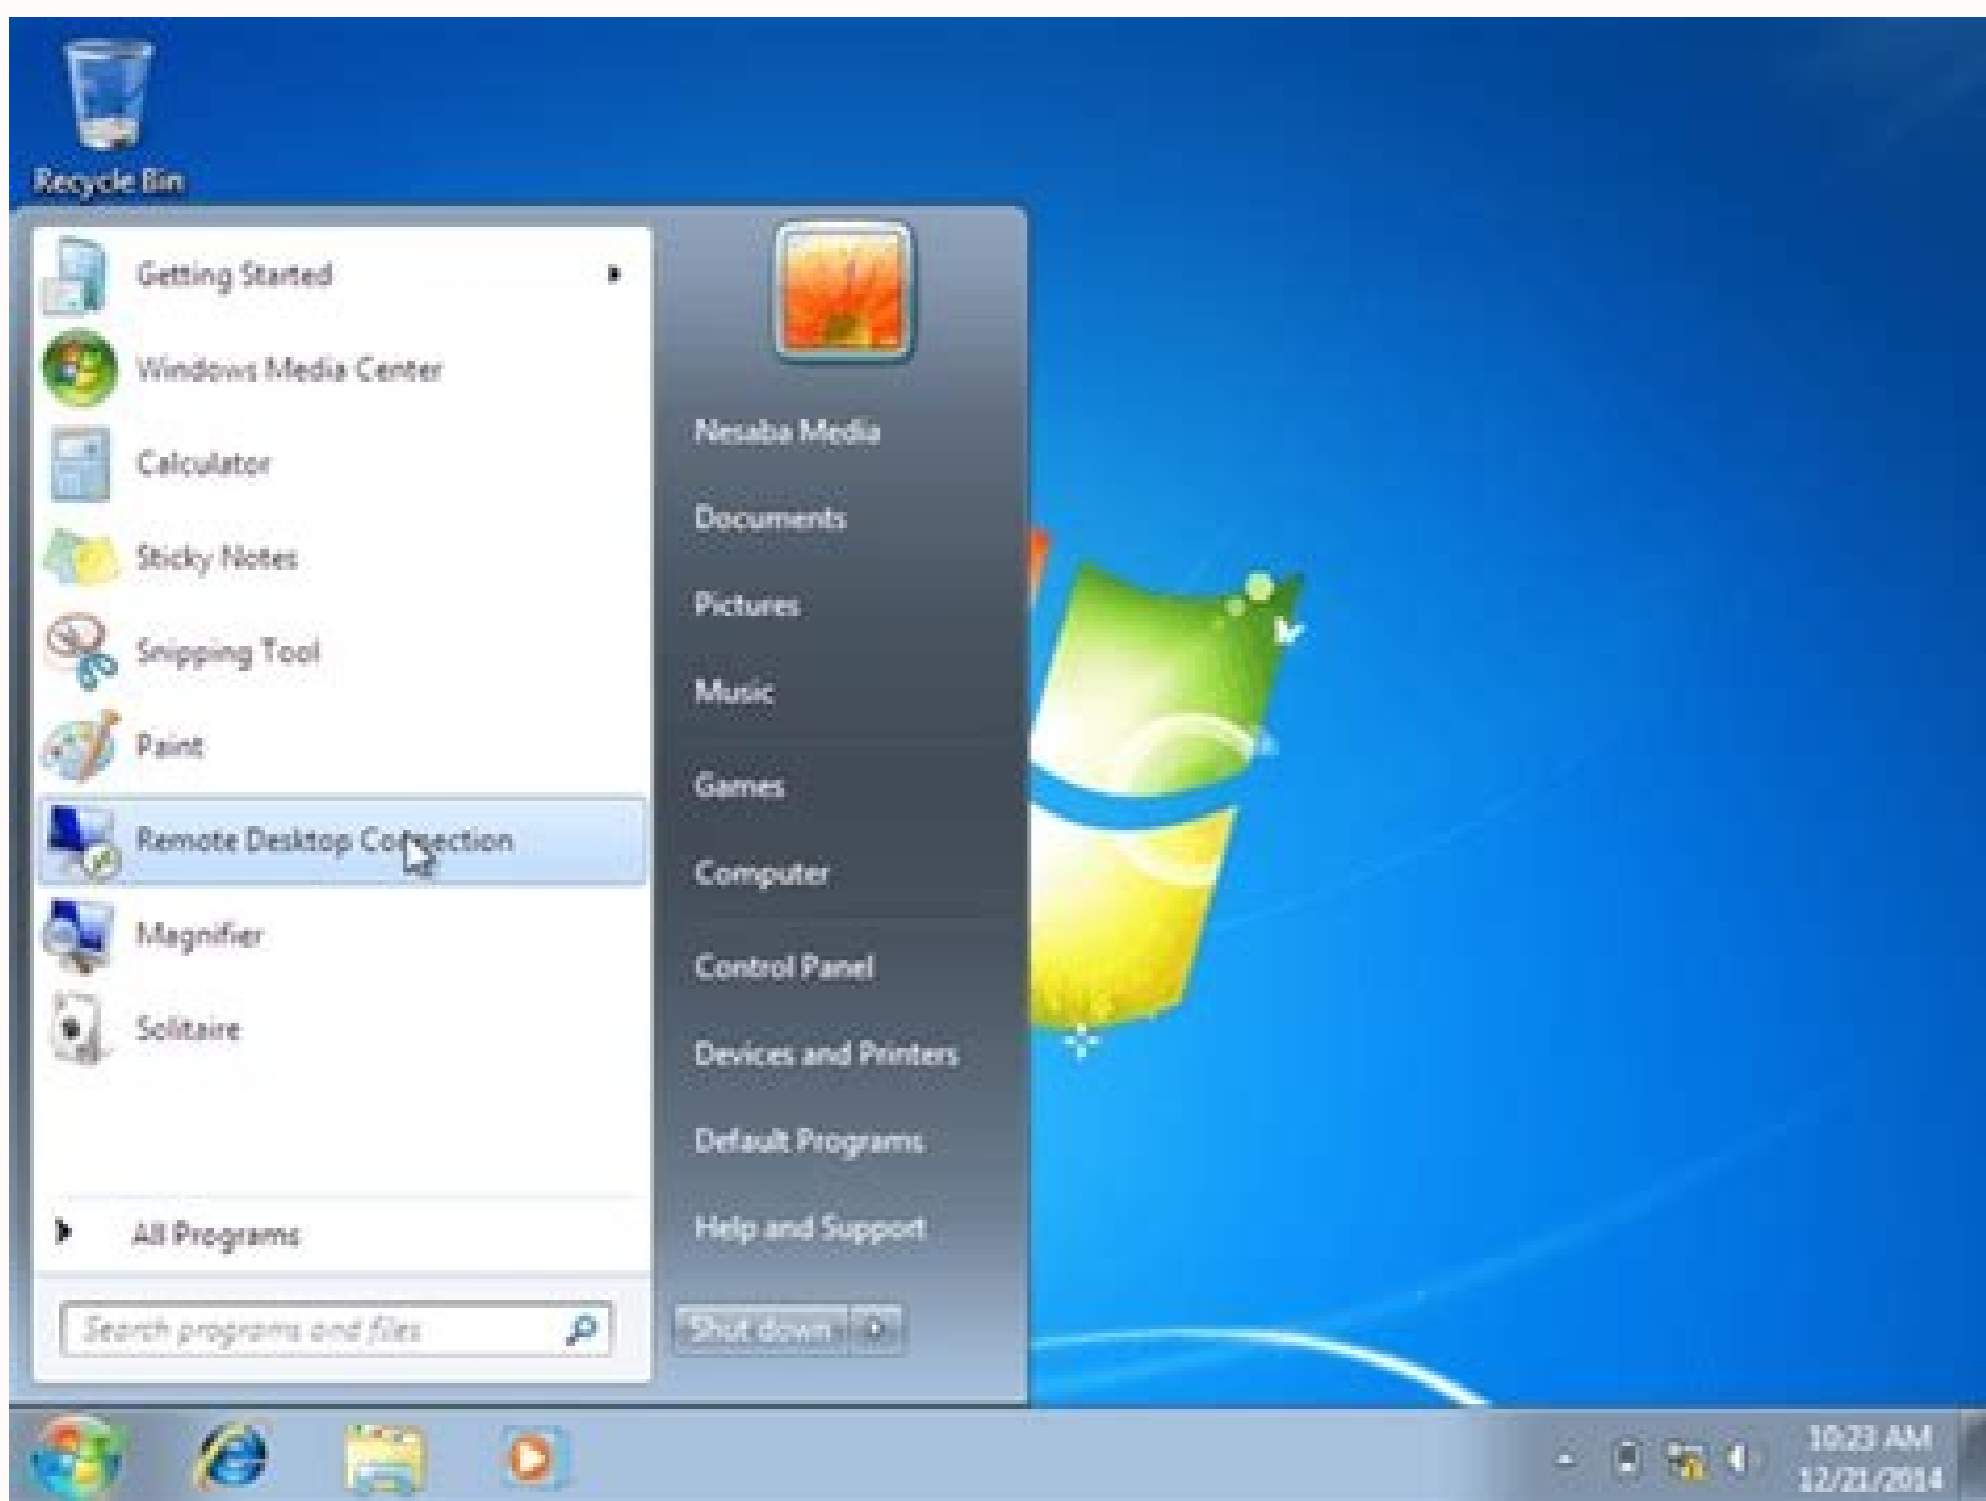 Recycle Bin
Getting Started
Windows Media Center
Calculator
Sticky Notes
Snipping Tool
Paint
Remote Desktop Connection
Magnifier
Solitaire
All Programs
Search programs and files
Nesaba Media
Documents
Pictures
Music
Games
Computer
Control Panel
Devices and Printers
Default Programs
Help and Support
Shut down
10:23 AM
12/21/2014